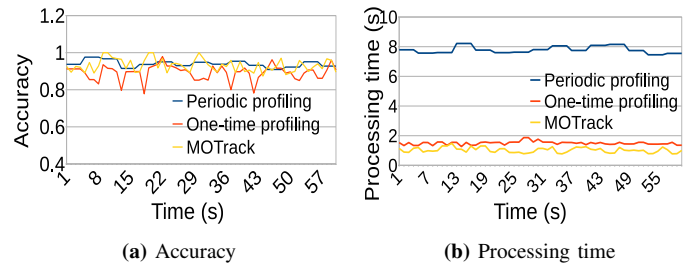 Accuracy
1.2
1
0.8
0.6
0.4
Periodic profiling
One-time profiling
MOTrack
1 8 15 22 29 36 43 50 57
Time (s)
(a) Accuracy
Processing time (s)
10
8
6
4
2
0
Periodic profiling
One-time profiling
MOTrack
1 7 13 19 25 31 37 43 49 55
Time (s)
(b) Processing time